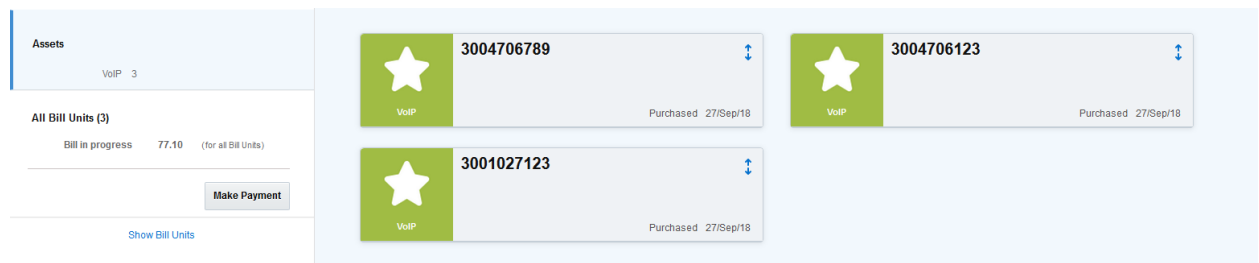 Assets
VoIP 3
All Bill Units (3)
Bill in progress 77.10 (for all Bill Units)
Make Payment
Show Bill Units
3004706789
VoIP
Purchased 27/Sep/18
3004706123
VoIP
Purchased 27/Sep/18
3001027123
VoIP
Purchased 27/Sep/18